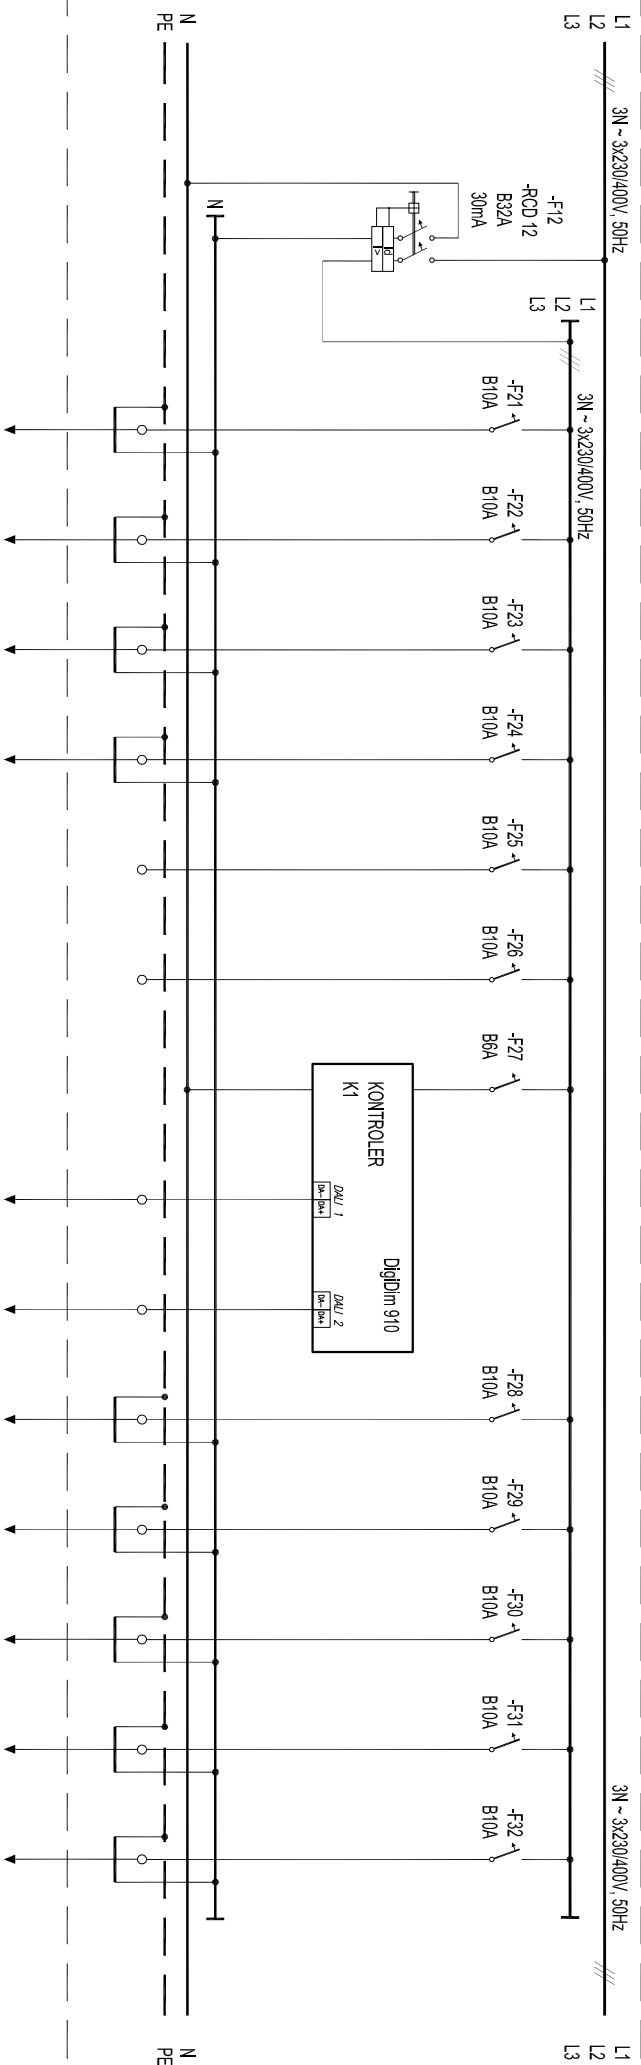 L1
L2
L3
3N ~ 3x230/400V, 50Hz
3N ~ 3x230/400V, 50Hz
L1
L2
L3
-F12
-RCD 12
B32A
30mA
Id
I>
L1
L2
L3
3N ~ 3x230/400V, 50Hz
-F21
B10A
-F22
B10A
-F23
B10A
-F24
B10A
-F25
B10A
-F26
B10A
-F27
B6A
-F28
B10A
-F29
B10A
-F30
B10A
-F31
B10A
-F32
B10A
KONTROLER
K1
DigiDim 910
DALI 1
DA- DA+
DALI 2
DA- DA+
N
N
PE
N
PE